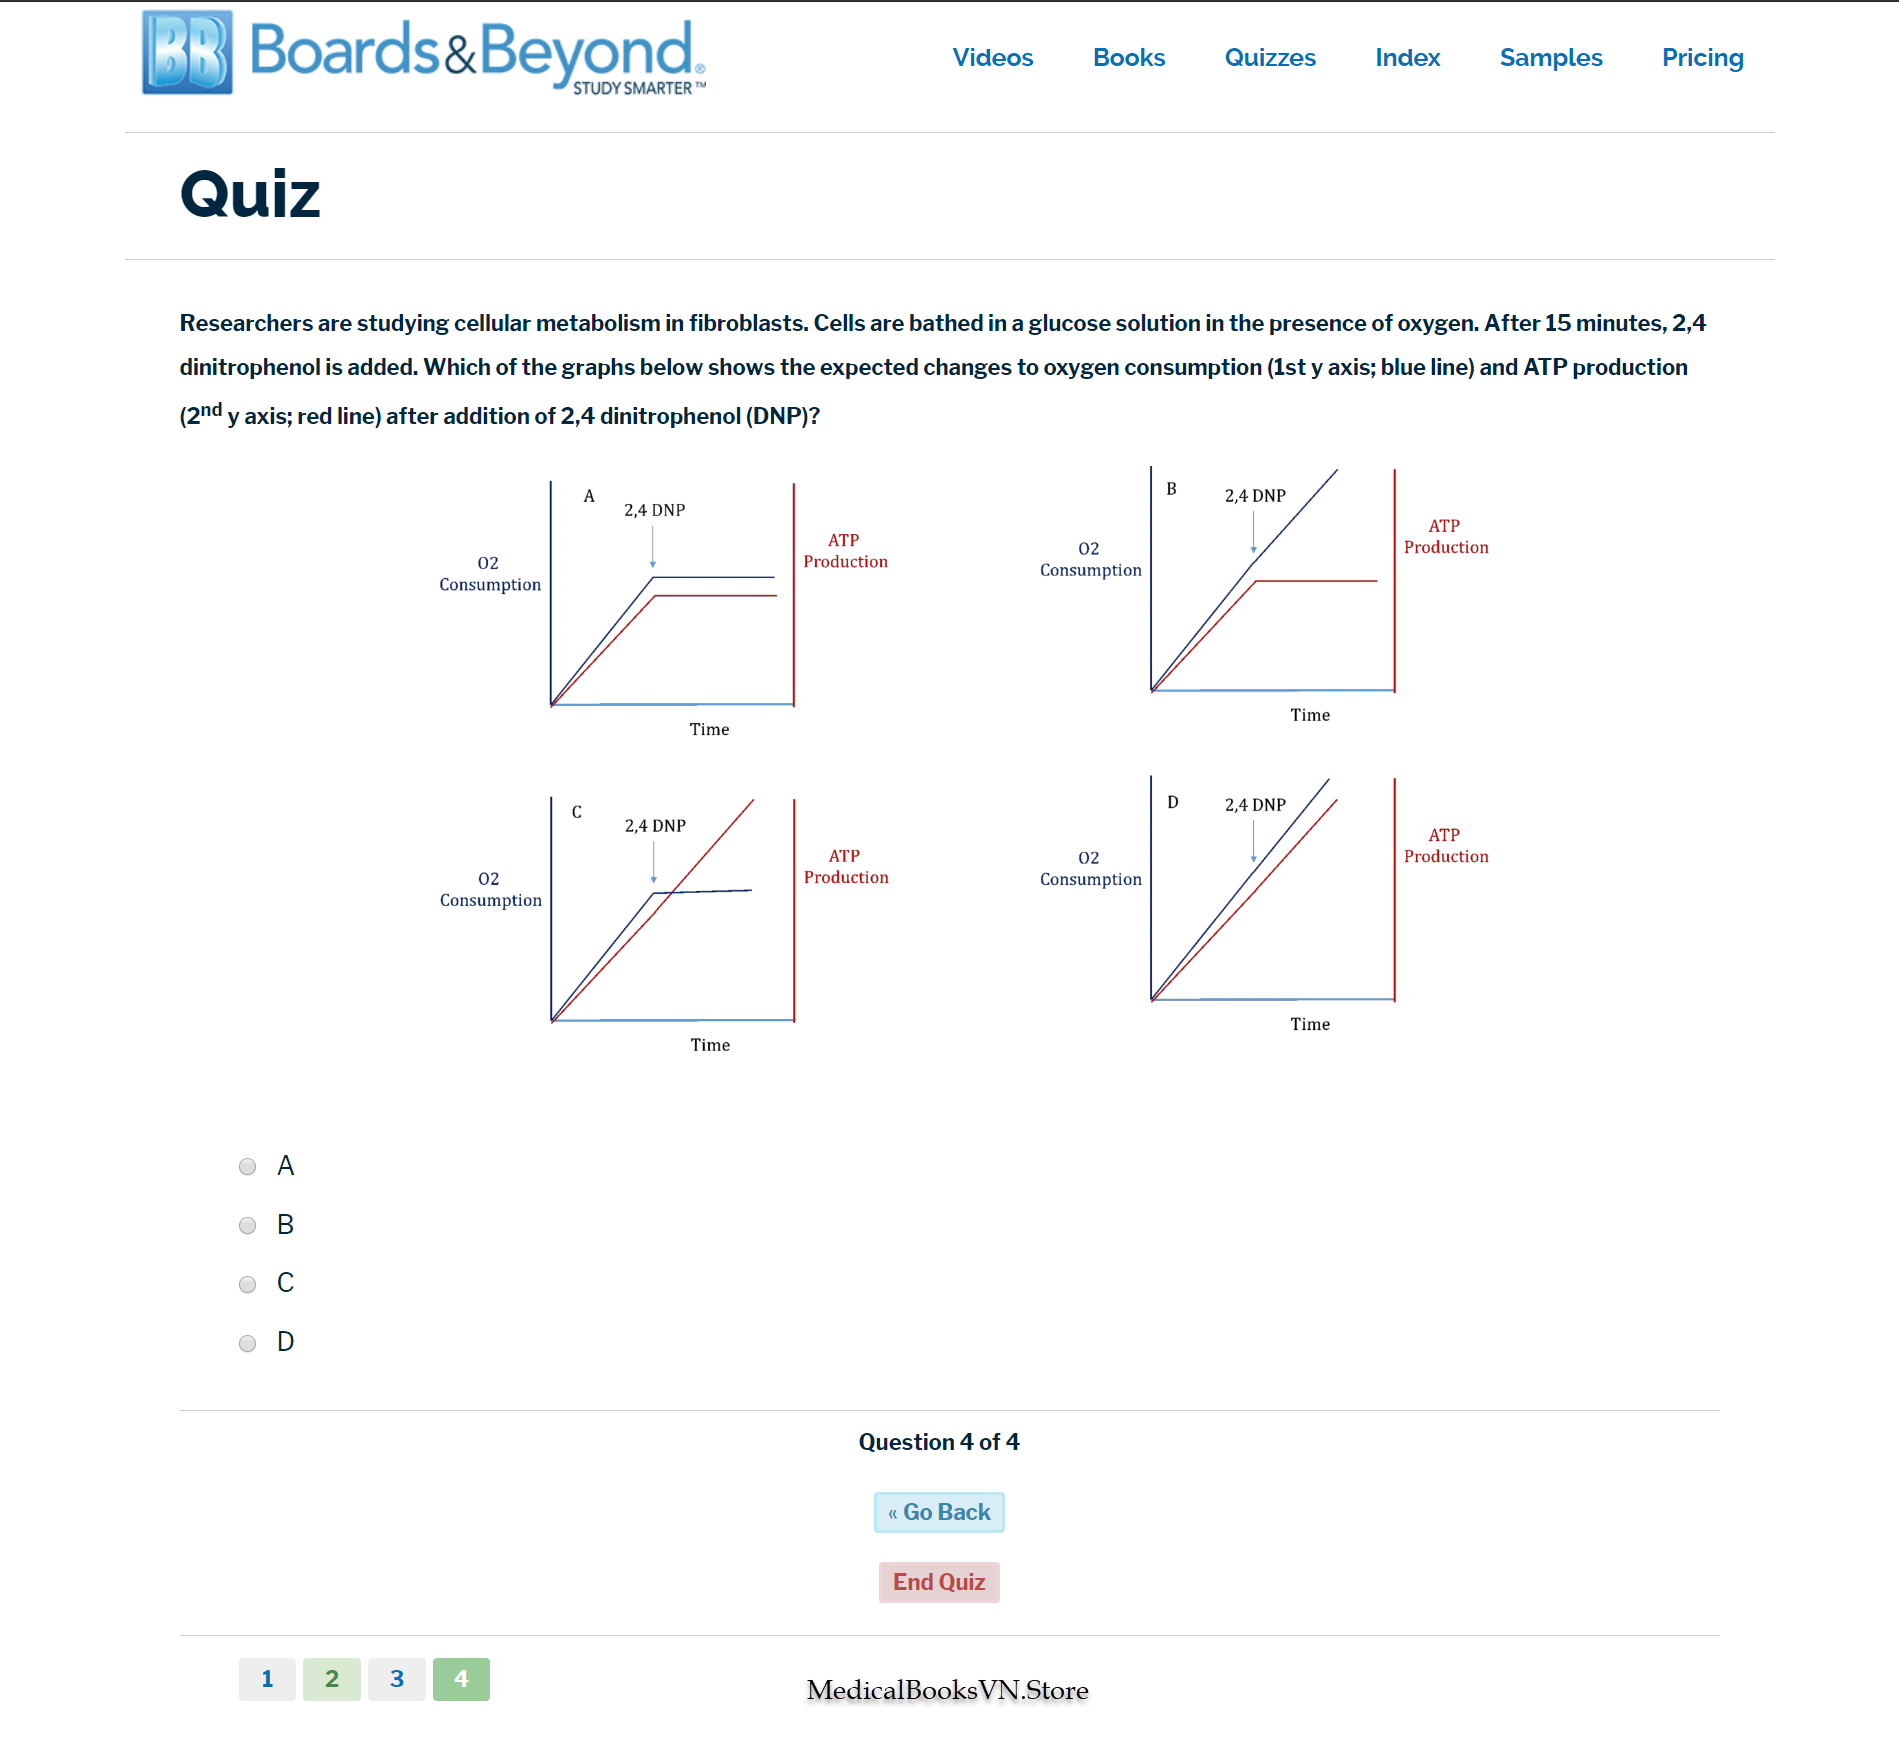 BB Boards&Beyond®
STUDY SMARTER™
Videos Books Quizzes Index Samples Pricing
Quiz
Researchers are studying cellular metabolism in fibroblasts. Cells are bathed in a glucose solution in the presence of oxygen. After 15 minutes, 2,4
dinitrophenol is added. Which of the graphs below shows the expected changes to oxygen consumption (1st y axis; blue line) and ATP production
(2nd y axis; red line) after addition of 2,4 dinitrophenol (DNP)?
A
2,4 DNP
O2
Consumption
ATP
Production
Time
B
2,4 DNP
O2
Consumption
ATP
Production
Time
C
2,4 DNP
O2
Consumption
ATP
Production
Time
D
2,4 DNP
O2
Consumption
ATP
Production
Time
A
B
C
D
Question 4 of 4
« Go Back
End Quiz
1 2 3 4
MedicalBooksVN.Store